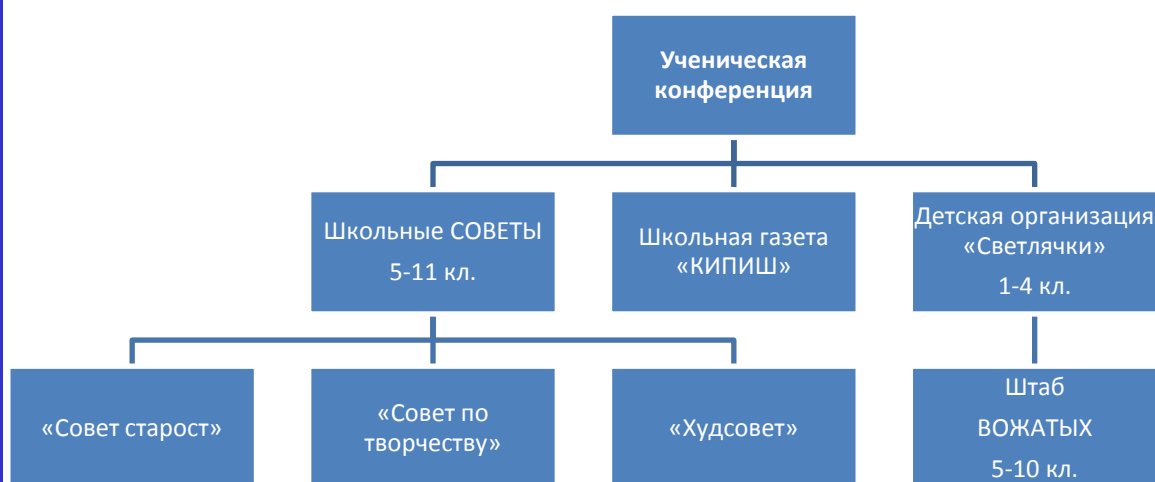 Ученическая
конференция
Школьные СОВЕТЫ
5-11 кл.
Школьная газета
«КИПИШ»
Детская организация
«Светлячки»
1-4 кл.
«Совет старост»
«Совет по
творчеству»
«Худсовет»
Штаб
ВОЖАТЫХ
5-10 кл.